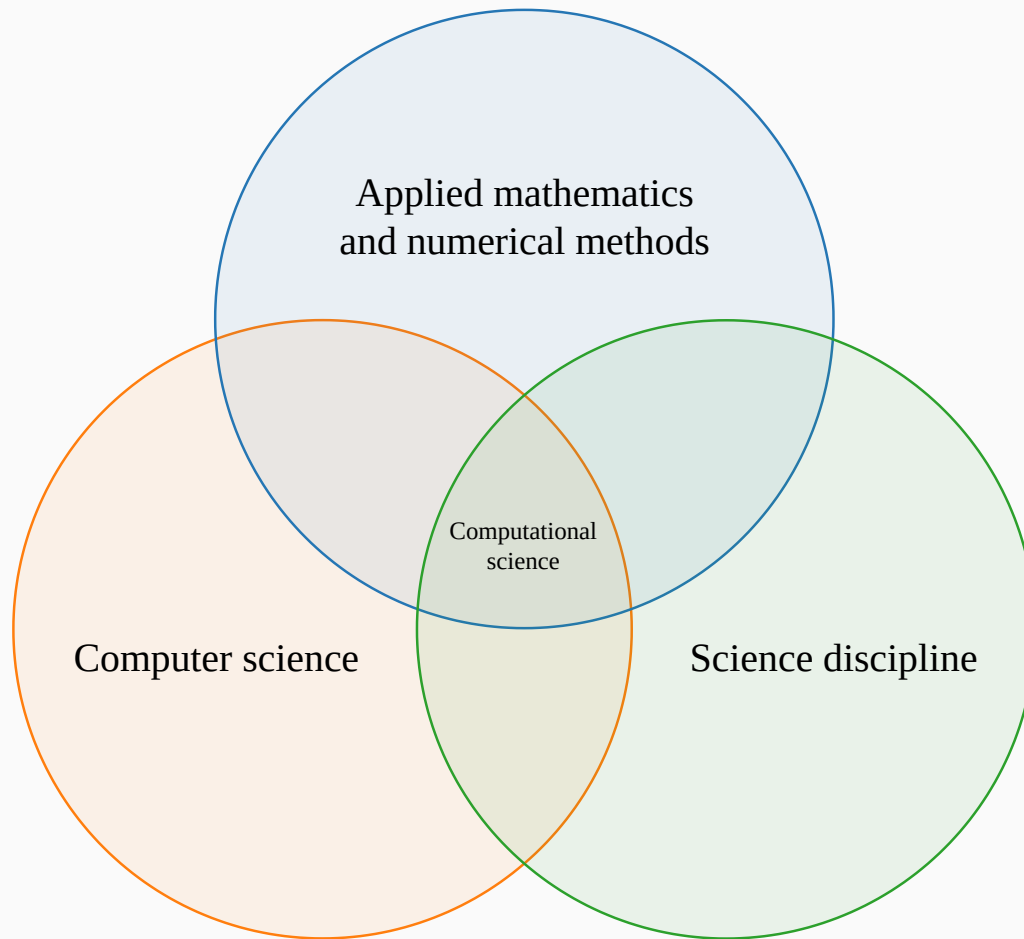 Applied mathematics
and numerical methods
Computational
science
Computer science
Science discipline